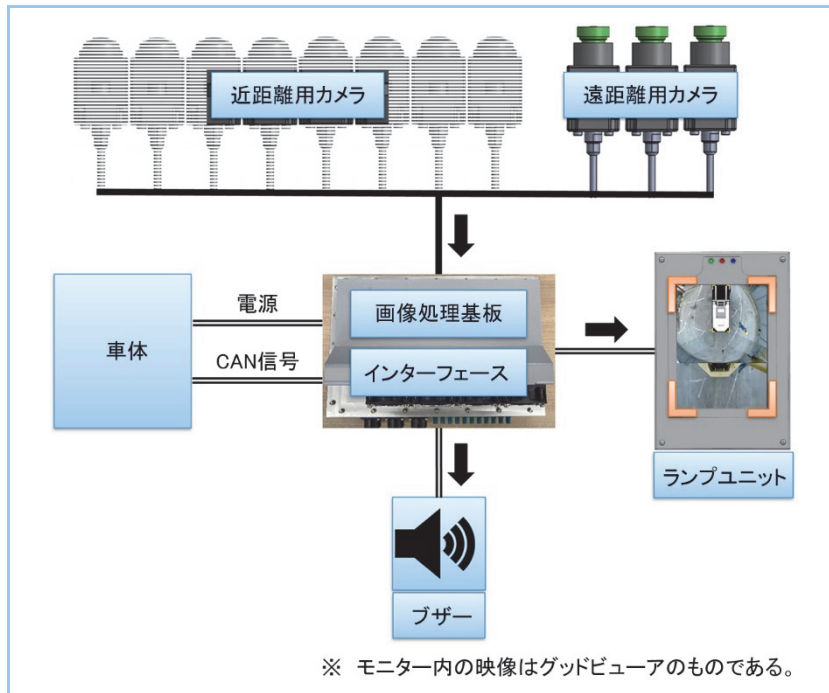 近距離用カメラ
遠距離用カメラ
電源
車体
CAN信号
画像処理基板
インターフェース
ランプユニット
ブザー
※ モニター内の映像はグッドビューアのものである。